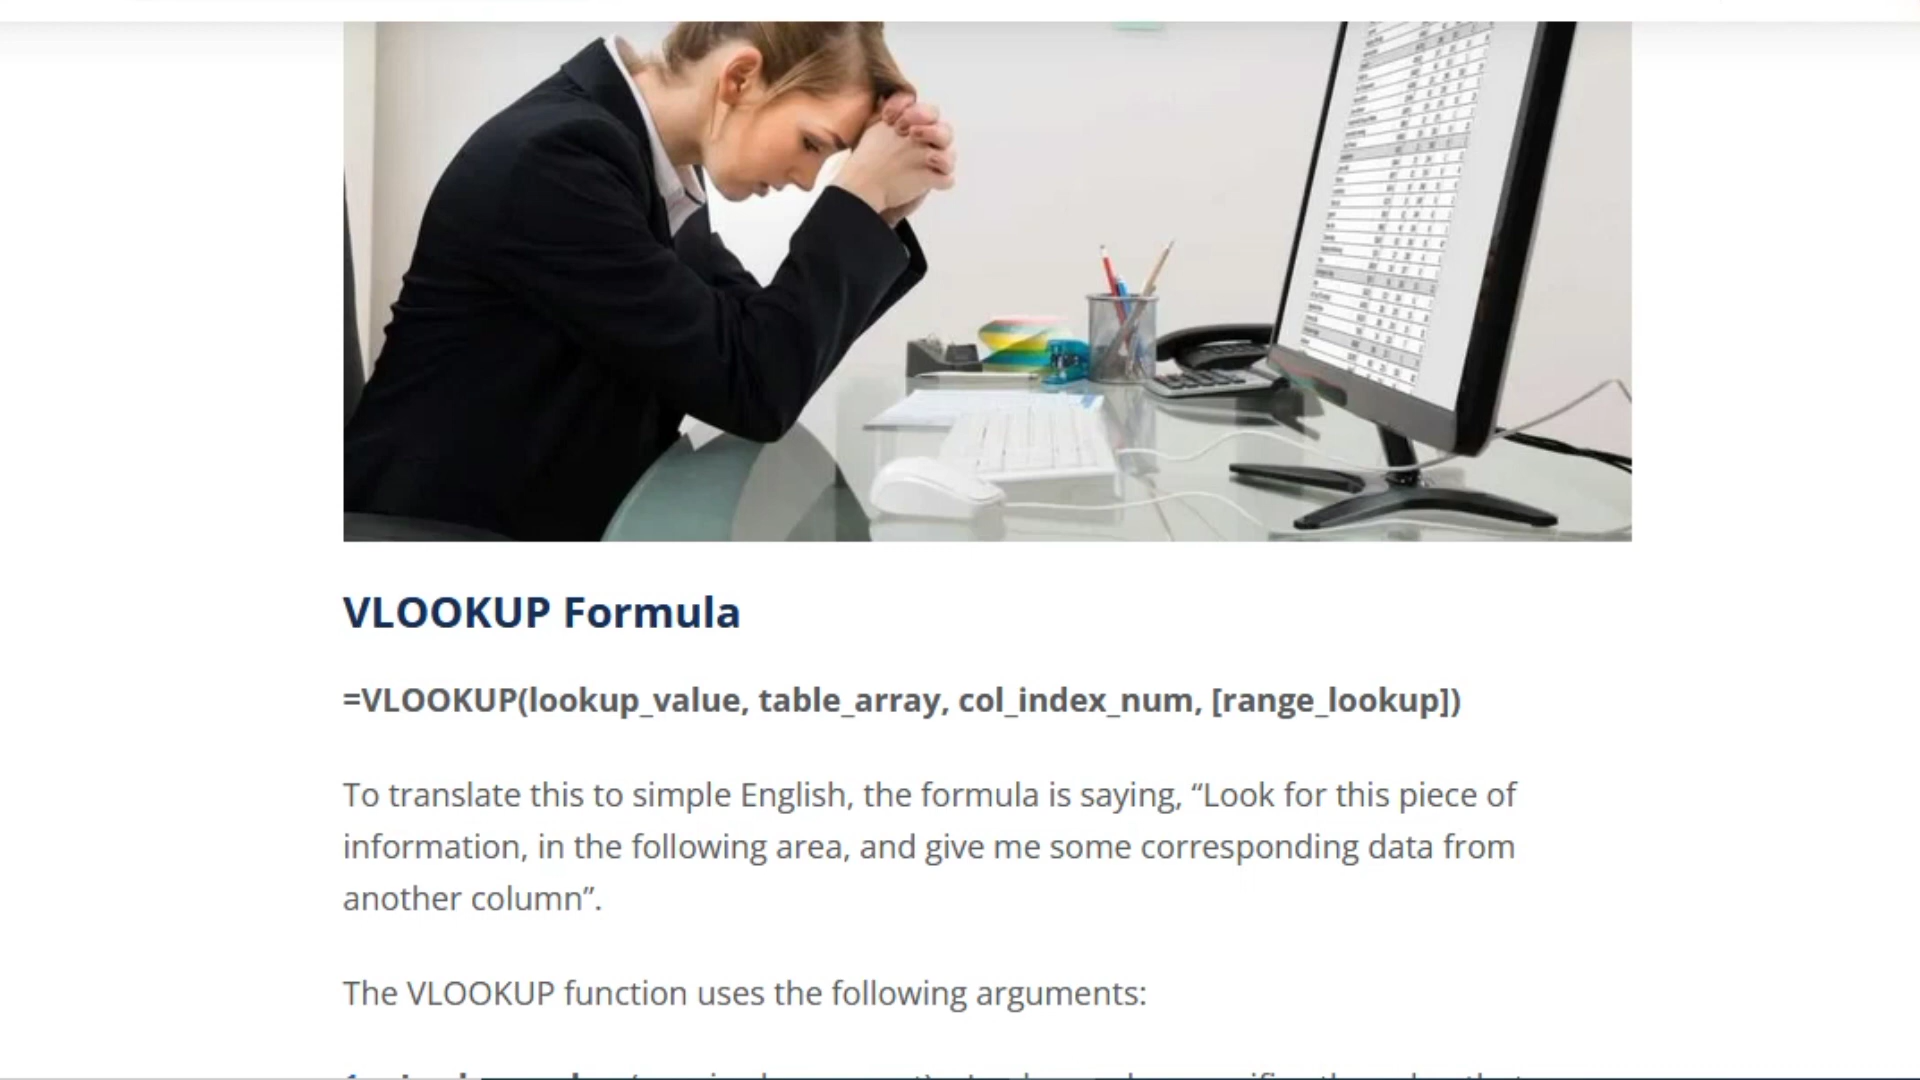 VLOOKUP Formula
=VLOOKUP(lookup_value, table_array, col_index_num, [range_lookup])
To translate this to simple English, the formula is saying, “Look for this piece of
information, in the following area, and give me some corresponding data from
another column”.
The VLOOKUP function uses the following arguments: